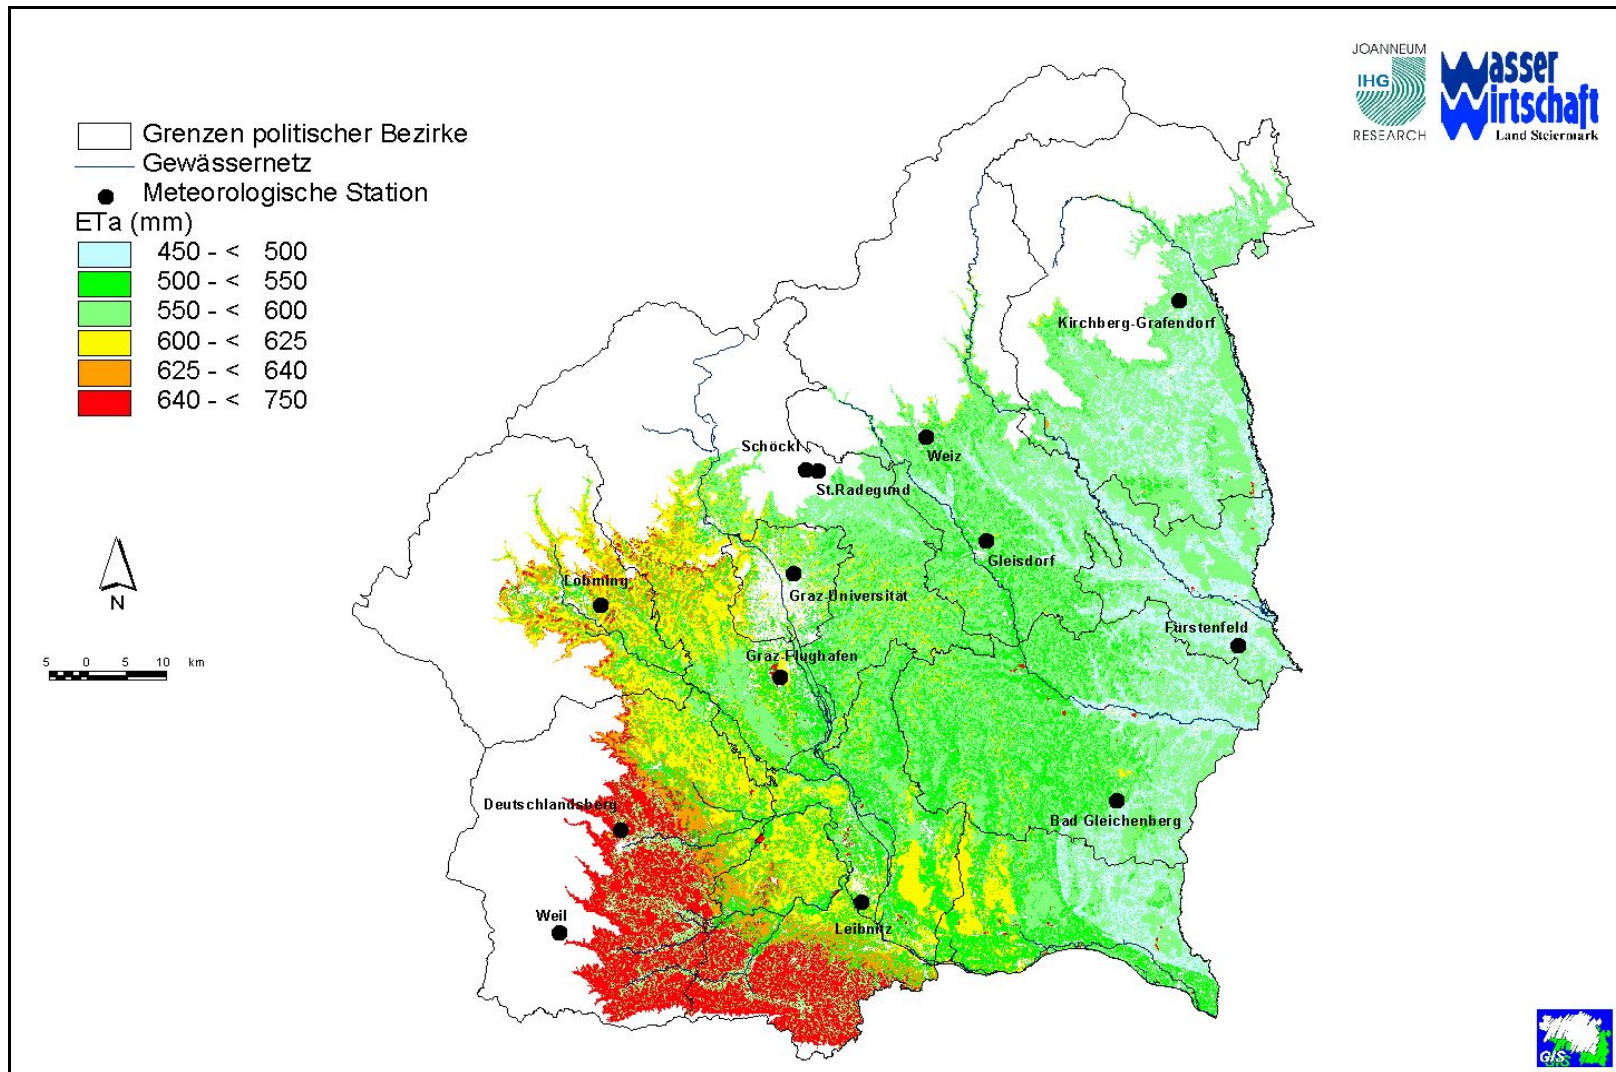 JOANNEUM
IHG
RESEARCH
Wasser
Wirtschaft
Land Steiermark
Grenzen politischer Bezirke
Gewässernetz
Meteorologische Station
ETa (mm)
450 - < 500
500 - < 550
550 - < 600
600 - < 625
625 - < 640
640 - < 750
Kirchberg-Grafendorf
Schöckl
Weiz
St.Radegund
Gleisdorf
Lobming
Graz-Universität
N
Fürstenfeld
Graz-Flughafen
5 0 5 10 km
Deutschlandsberg
Bad Gleichenberg
Weil
Leibnitz
GIS